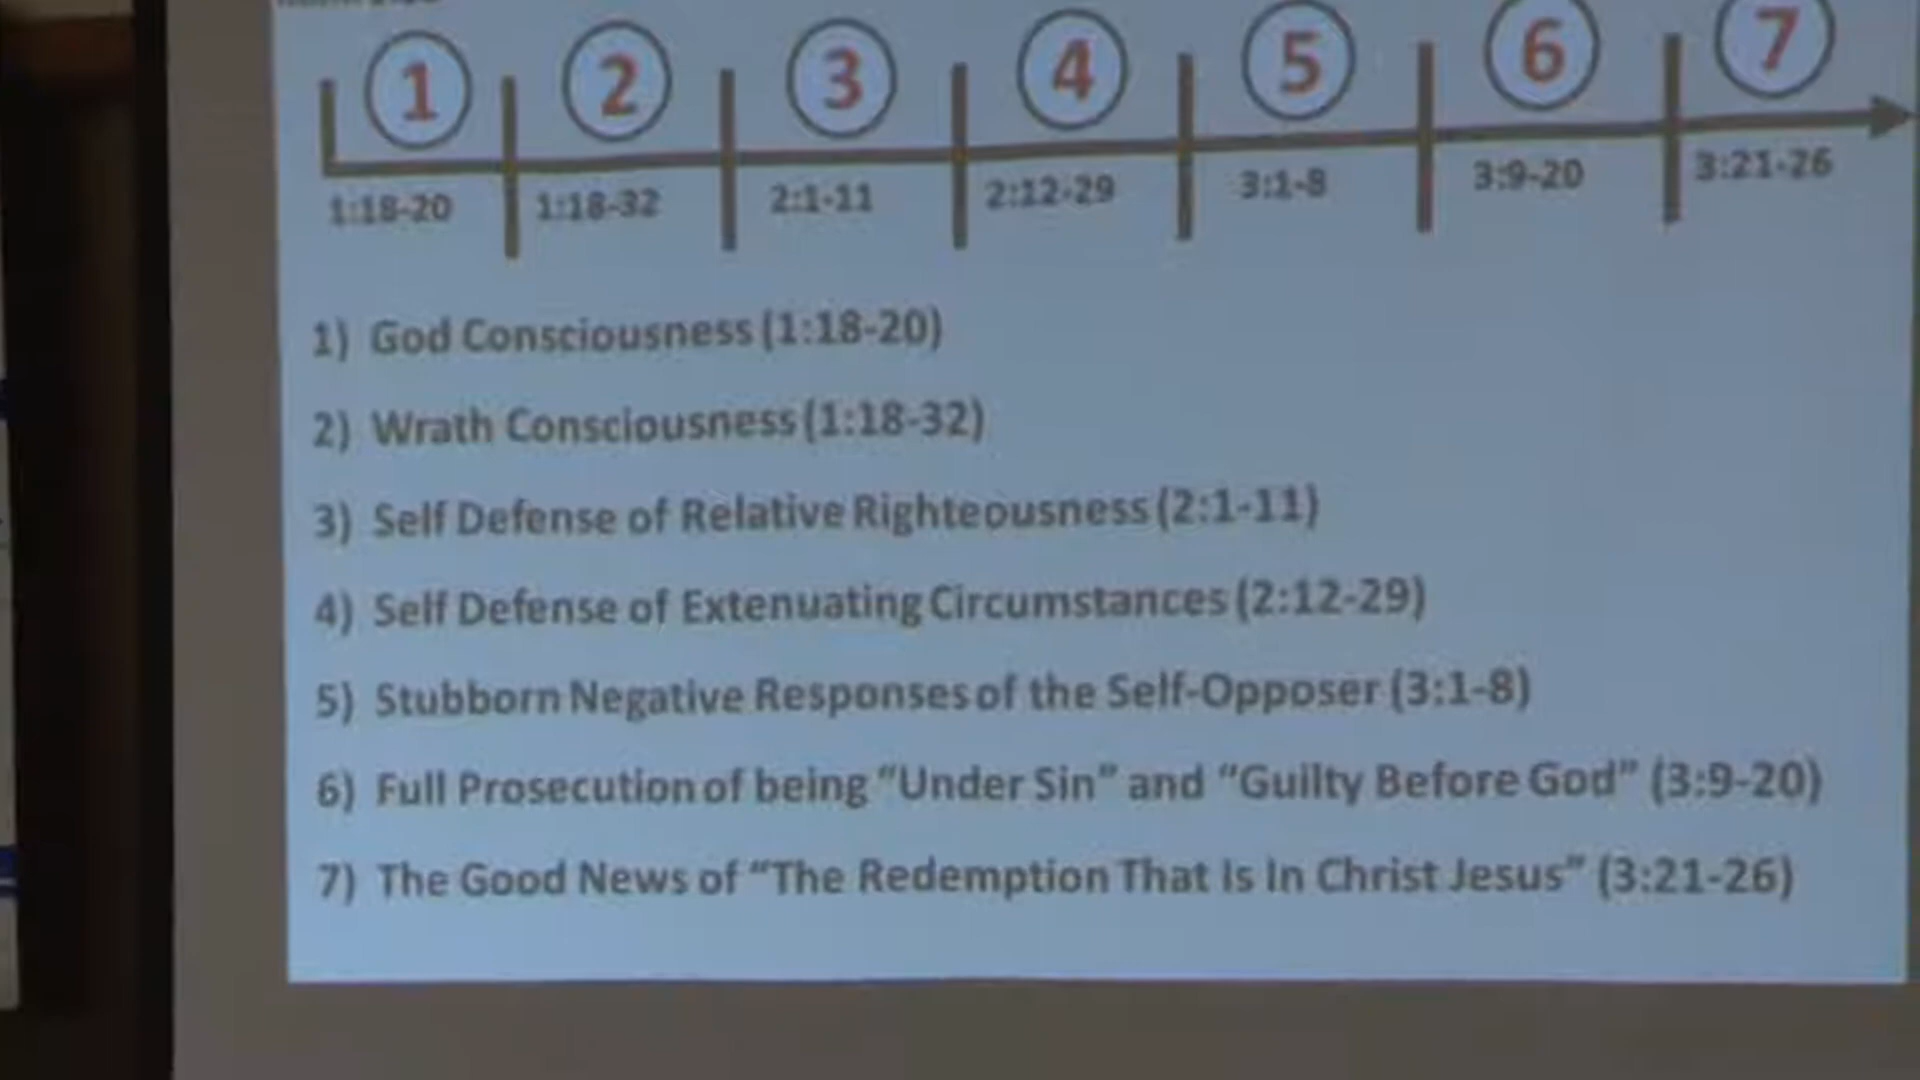 1 2 3 4 5 6 7
1:18-20 1:18-32 2:1-11 2:12-29 3:1-8 3:9-20 3:21-26
1) God Consciousness (1:18-20)
2) Wrath Consciousness (1:18-32)
3) Self Defense of Relative Righteousness (2:1-11)
4) Self Defense of Extenuating Circumstances (2:12-29)
5) Stubborn Negative Responses of the Self-Opposer (3:1-8)
6) Full Prosecution of being “Under Sin” and “Guilty Before God” (3:9-20)
7) The Good News of “The Redemption That Is In Christ Jesus” (3:21-26)